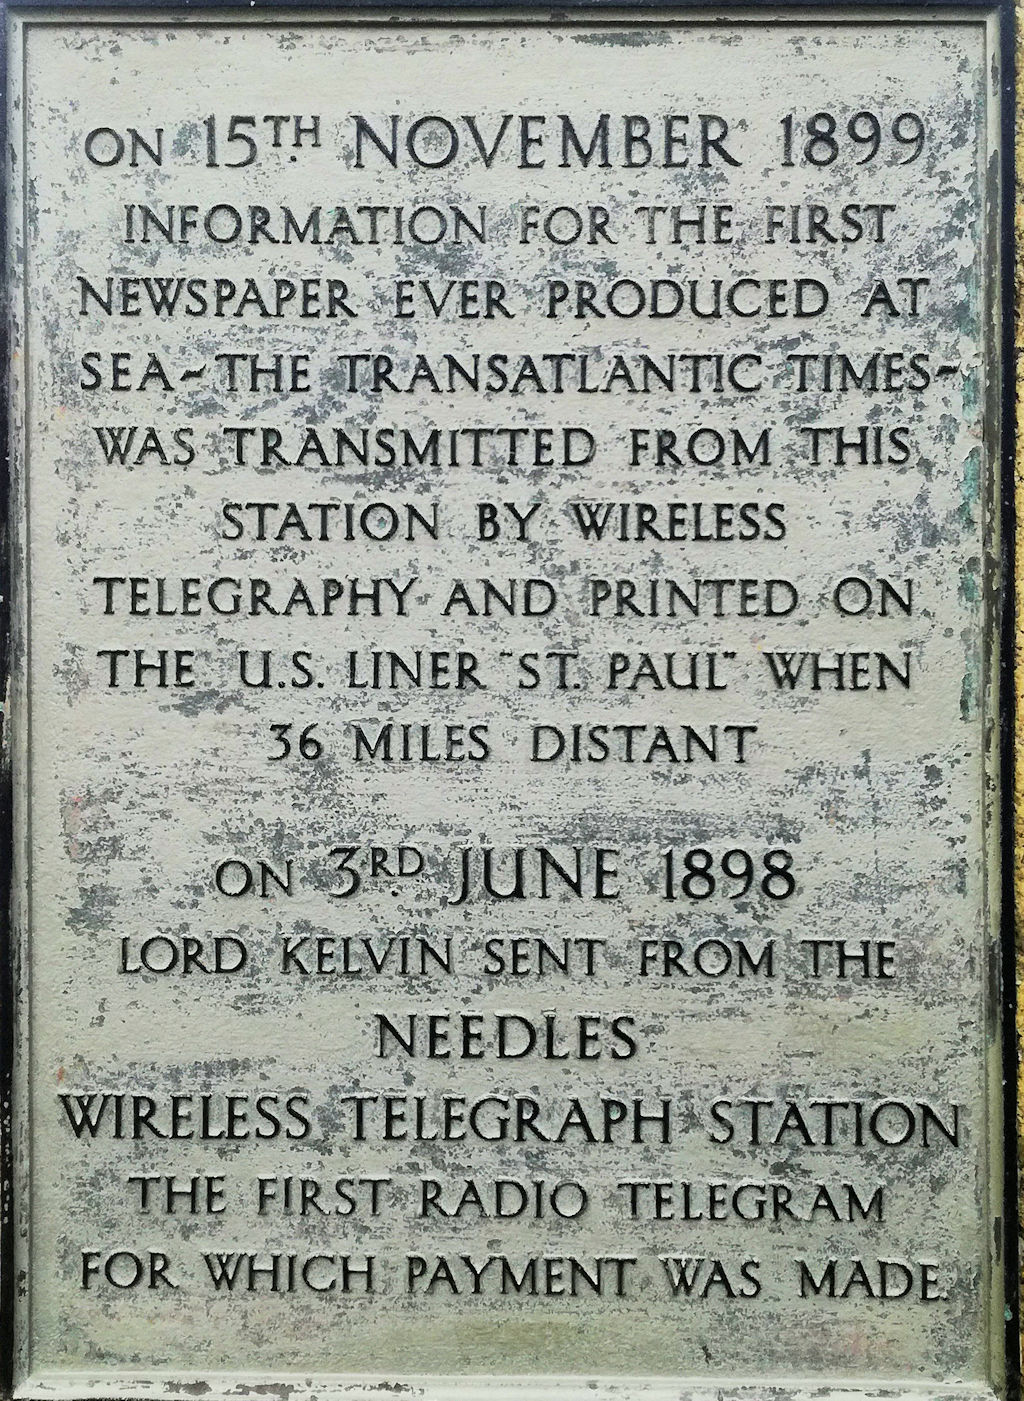 ON 15TH. NOVEMBER 1899
INFORMATION FOR THE FIRST
NEWSPAPER EVER PRODUCED AT
SEA-THE TRANSATLANTIC TIMES-
WAS TRANSMITTED FROM THIS
STATION BY WIRELESS
TELEGRAPHY AND PRINTED ON
THE U.S. LINER "ST. PAUL" WHEN
36 MILES DISTANT
ON 3RD. JUNE 1898
LORD KELVIN SENT FROM THE
NEEDLES
WIRELESS TELEGRAPH STATION
THE FIRST RADIO TELEGRAM
FOR WHICH PAYMENT WAS MADE.